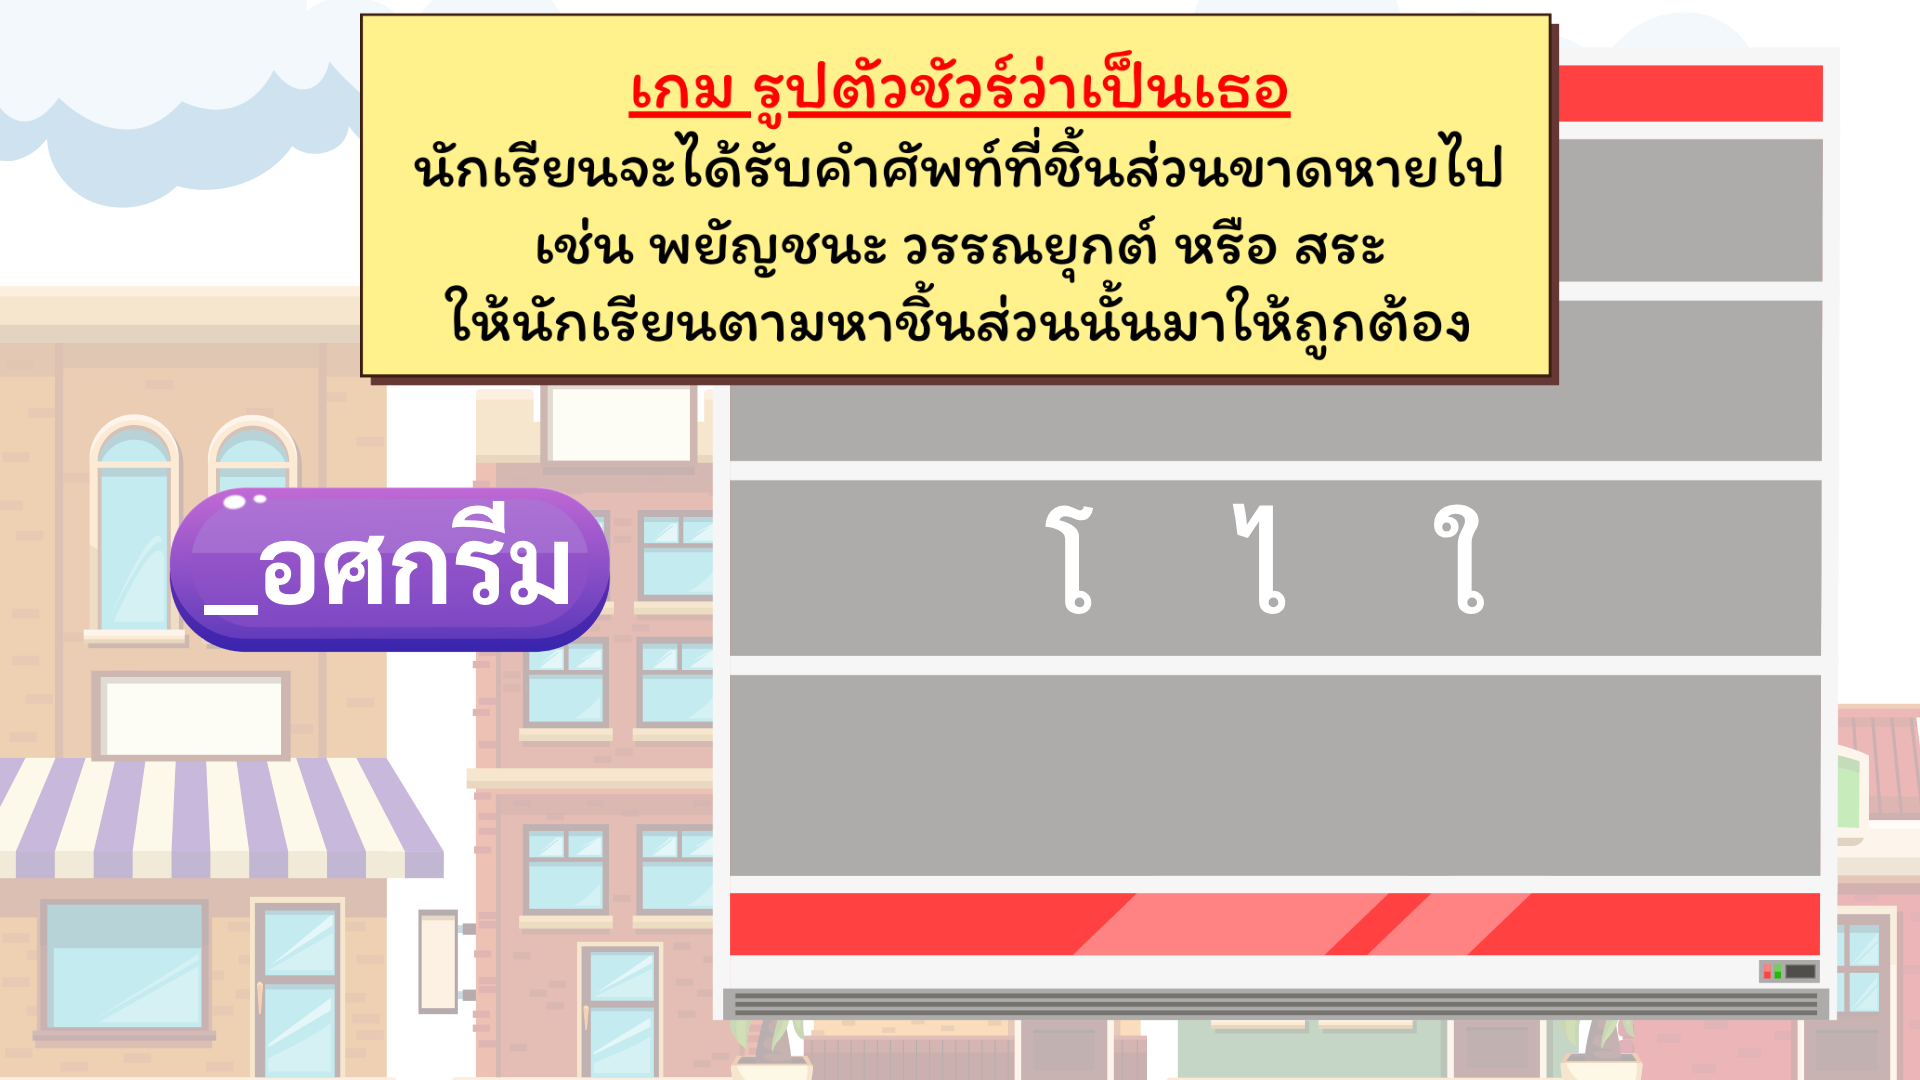 เกม รูปตัวชัวร์ว่าเป็นเธอ
นักเรียนจะได้รับคำศัพท์ที่ชิ้นส่วนขาดหายไป
เช่น พยัญชนะ วรรณยุกต์ หรือ สระ
ให้นักเรียนตามหาชิ้นส่วนนั้นมาให้ถูกต้อง
_อศกรีม
โ ไ ใ